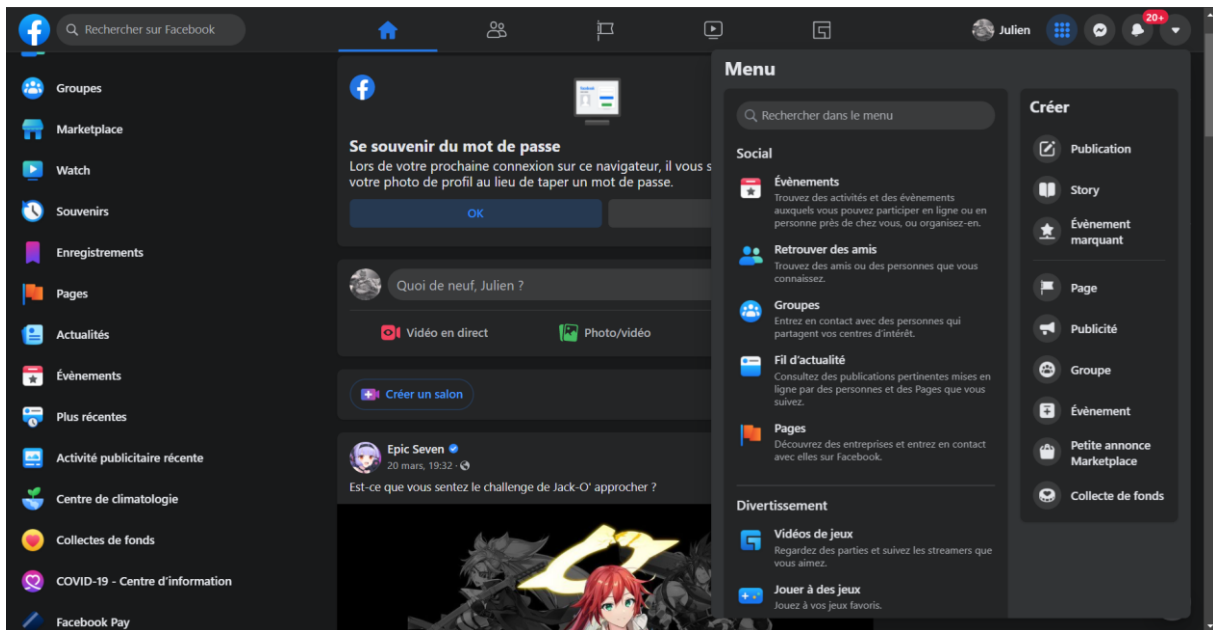 Rechercher sur Facebook
Julien
20+
Groupes
Marketplace
Watch
Souvenirs
Enregistrements
Pages
Actualités
Évènements
Plus récentes
Activité publicitaire récente
Centre de climatologie
Collectes de fonds
COVID-19 - Centre d'information
Facebook Pay
Se souvenir du mot de passe
Lors de votre prochaine connexion sur ce navigateur, il vous s
votre photo de profil au lieu de taper un mot de passe.
OK
Quoi de neuf, Julien ?
Vidéo en direct
Photo/vidéo
Créer un salon
Epic Seven
20 mars, 19:32 ·
Est-ce que vous sentez le challenge de Jack-O' approcher ?
Menu
Rechercher dans le menu
Social
Évènements
Trouvez des activités et des évènements
auxquels vous pouvez participer en ligne ou en
personne près de chez vous, ou organisez-en.
Retrouver des amis
Trouvez des amis ou des personnes que vous
connaissez.
Groupes
Entrez en contact avec des personnes qui
partagent vos centres d'intérêt.
Fil d'actualité
Consultez des publications pertinentes mises en
ligne par des personnes et des Pages que vous
suivez.
Pages
Découvrez des entreprises et entrez en contact
avec elles sur Facebook.
Divertissement
Vidéos de jeux
Regardez des parties et suivez les streamers que
vous aimez.
Jouer à des jeux
Jouez à vos jeux favoris.
Créer
Publication
Story
Évènement
marquant
Page
Publicité
Groupe
Évènement
Petite annonce
Marketplace
Collecte de fonds